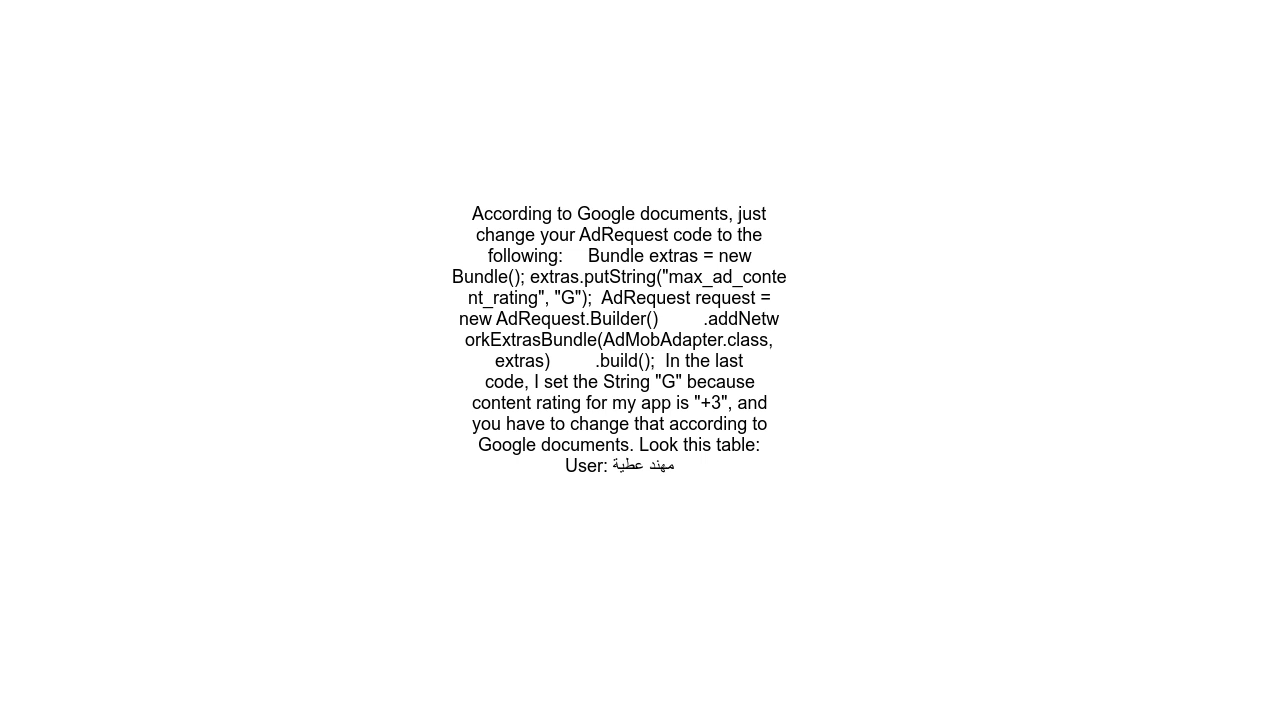 According to Google documents, just
change your AdRequest code to the
following:     Bundle extras = new
Bundle(); extras.putString("max_ad_conte
nt_rating", "G");  AdRequest request =
new AdRequest.Builder()         .addNetw
orkExtrasBundle(AdMobAdapter.class,
extras)         .build();  In the last
code, I set the String "G" because
content rating for my app is "+3", and
you have to change that according to
Google documents. Look this table:
User: مهند عطية